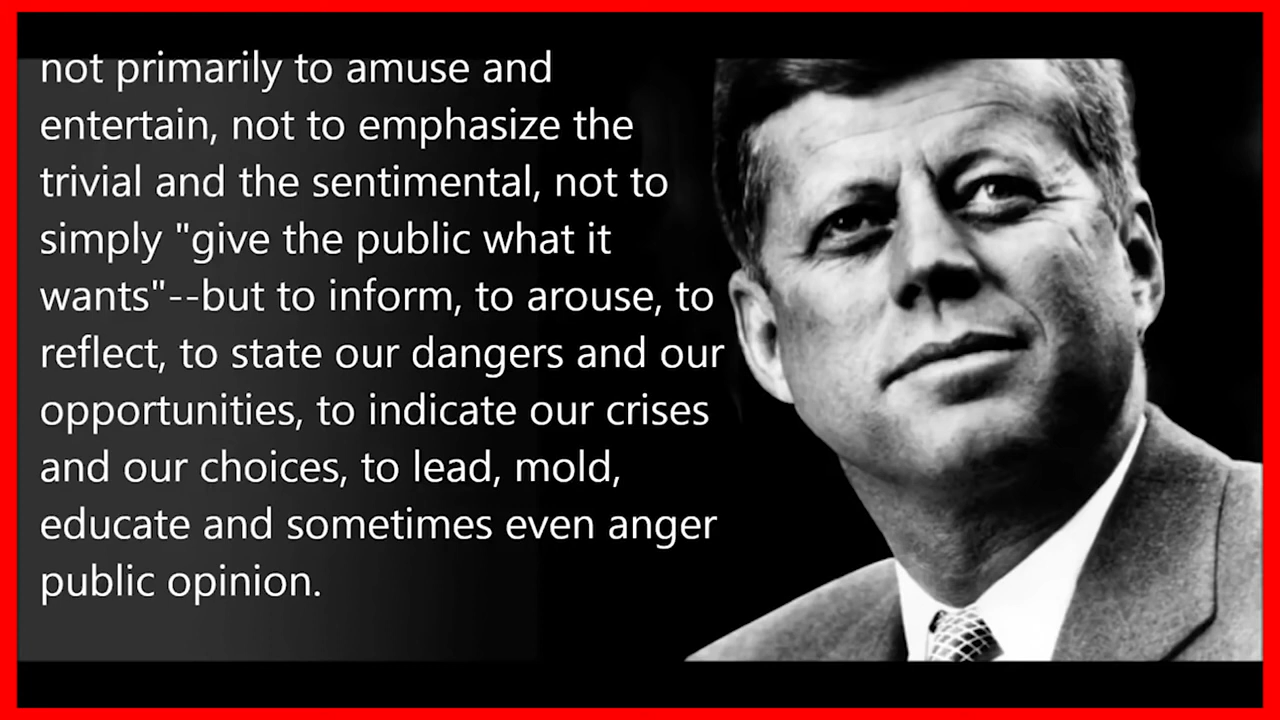 not primarily to amuse and
entertain, not to emphasize the
trivial and the sentimental, not to
simply "give the public what it
wants"--but to inform, to arouse, to
reflect, to state our dangers and our
opportunities, to indicate our crises
and our choices, to lead, mold,
educate and sometimes even anger
public opinion.